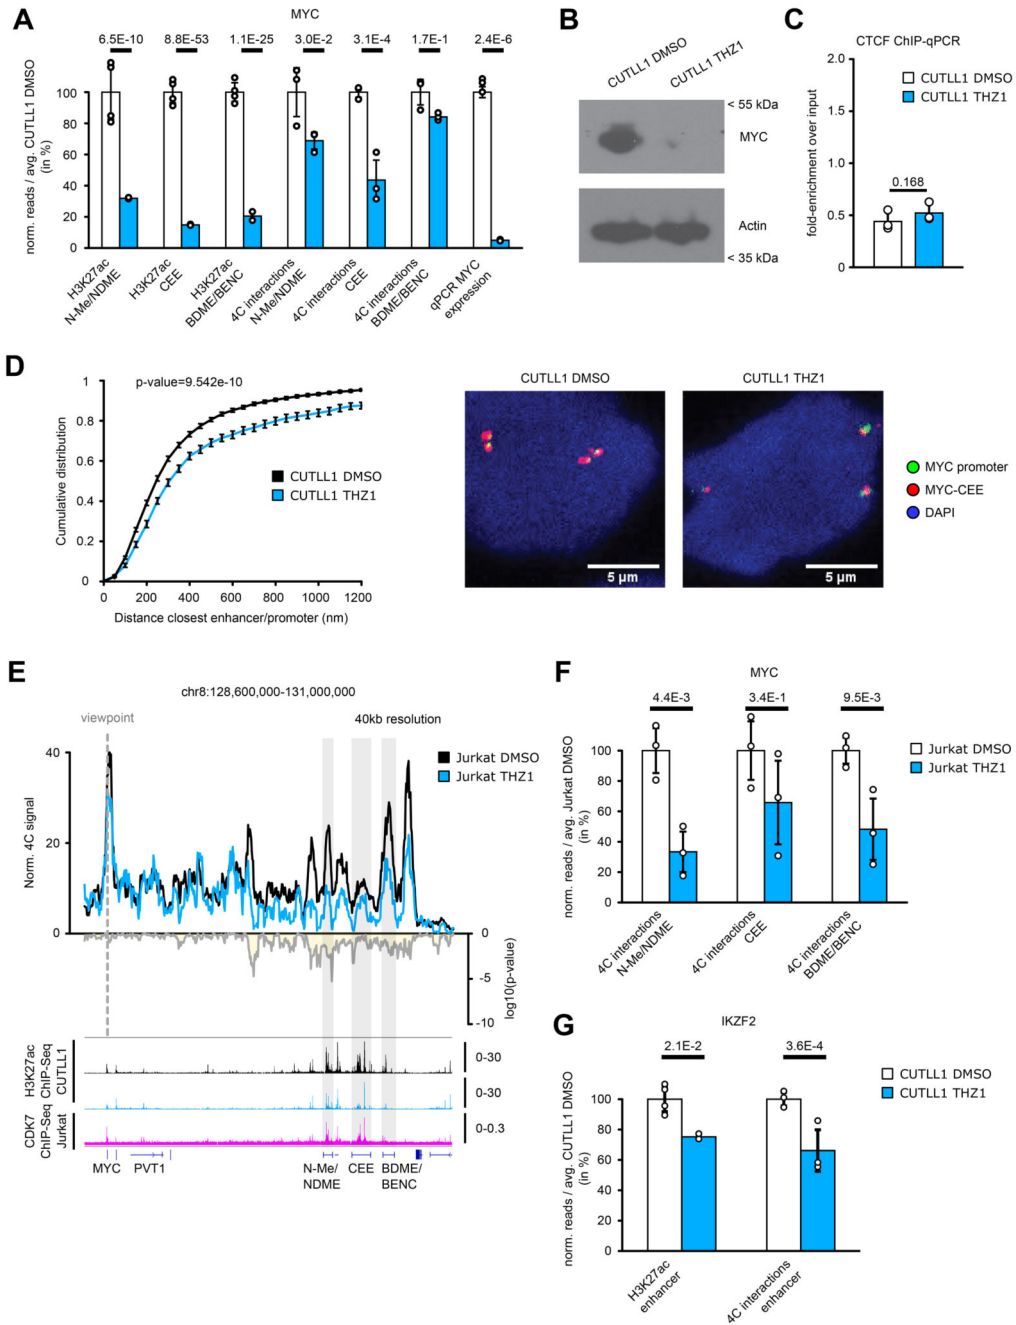 A
MYC
6.5E-10 8.8E-53 1.1E-25 3.0E-2 3.1E-4 1.7E-1 2.4E-6
norm. reads / avg. CUTLL1 DMSO
(in %)
100
80
60
40
20
0
H3K27ac
N-Me/NDME
H3K27ac
CEE
H3K27ac
BDME/BENC
4C interactions
N-Me/NDME
4C interactions
CEE
4C interactions
BDME/BENC
qPCR MYC
expression
B
CUTLL1 DMSO
CUTLL1 THZ1
< 55 kDa
MYC
Actin
< 35 kDa
C
CTCF ChIP-qPCR
CUTLL1 DMSO
CUTLL1 THZ1
fold-enrichment over input
2.0
1.5
1.0
0.5
0
0.168
D
p-value=9.542e-10
Cumulative distribution
1
0.8
0.6
0.4
0.2
0
CUTLL1 DMSO
CUTLL1 THZ1
0 200 400 600 800 1000 1200
Distance closest enhancer/promoter (nm)
CUTLL1 DMSO
CUTLL1 THZ1
5 µm
5 µm
MYC promoter
MYC-CEE
DAPI
E
chr8:128,600,000-131,000,000
viewpoint
40kb resolution
Jurkat DMSO
Jurkat THZ1
Norm. 4C signal
40
20
0
0
-5
-10
log10(p-value)
H3K27ac
ChIP-Seq
CUTLL1
0-30
0-30
CDK7
ChIP-Seq
Jurkat
0-0.3
MYC PVT1 N-Me/ CEE BDME/
NDME BENC
F
MYC
4.4E-3 3.4E-1 9.5E-3
Jurkat DMSO
Jurkat THZ1
norm. reads / avg. Jurkat DMSO
(in %)
100
80
60
40
20
0
4C interactions
N-Me/NDME
4C interactions
CEE
4C interactions
BDME/BENC
G
IKZF2
2.1E-2 3.6E-4
CUTLL1 DMSO
CUTLL1 THZ1
norm. reads / avg. CUTLL1 DMSO
(in %)
100
80
60
40
20
0
H3K27ac
enhancer
4C interactions
enhancer